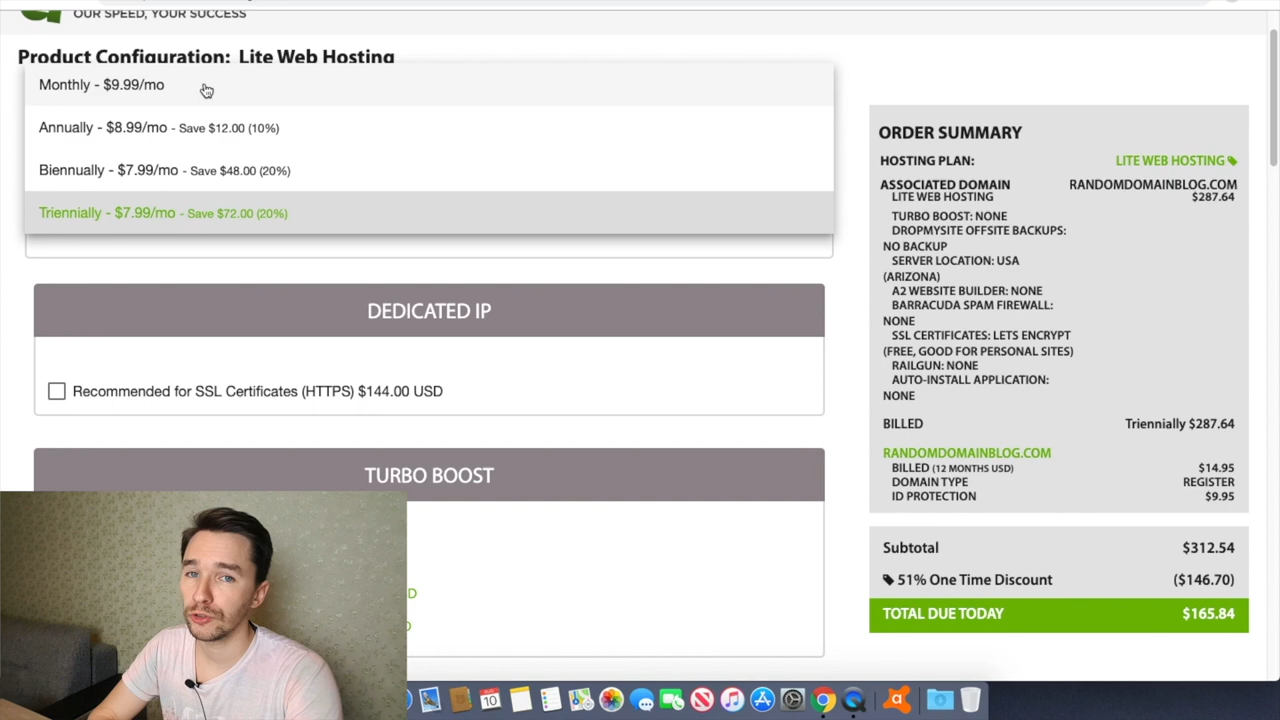 OUR SPEED, YOUR SUCCESS
Product Configuration: Lite Web Hosting
Monthly - $9.99/mo
Annually - $8.99/mo - Save $12.00 (10%)
Biennually - $7.99/mo - Save $48.00 (20%)
Triennially - $7.99/mo - Save $72.00 (20%)
DEDICATED IP
Recommended for SSL Certificates (HTTPS) $144.00 USD
TURBO BOOST
D
ORDER SUMMARY
HOSTING PLAN: LITE WEB HOSTING
ASSOCIATED DOMAIN RANDOMDOMAINBLOG.COM
LITE WEB HOSTING $287.64
TURBO BOOST: NONE
DROPMYSITE OFFSITE BACKUPS:
NO BACKUP
SERVER LOCATION: USA
(ARIZONA)
A2 WEBSITE BUILDER: NONE
BARRACUDA SPAM FIREWALL:
NONE
SSL CERTIFICATES: LETS ENCRYPT
(FREE, GOOD FOR PERSONAL SITES)
RAILGUN: NONE
AUTO-INSTALL APPLICATION:
NONE
BILLED Triennially $287.64
RANDOMDOMAINBLOG.COM
BILLED (12 MONTHS USD) $14.95
DOMAIN TYPE REGISTER
ID PROTECTION $9.95
Subtotal $312.54
51% One Time Discount ($146.70)
TOTAL DUE TODAY $165.84
10